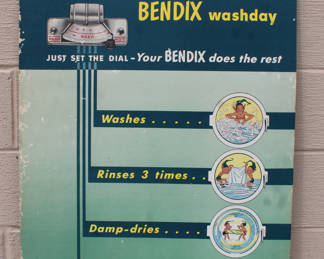 BENDIX washday
JUST SET THE DIAL – Your BENDIX does the rest
Washes . . . . .
Rinses 3 times . .
Damp-dries . . . .